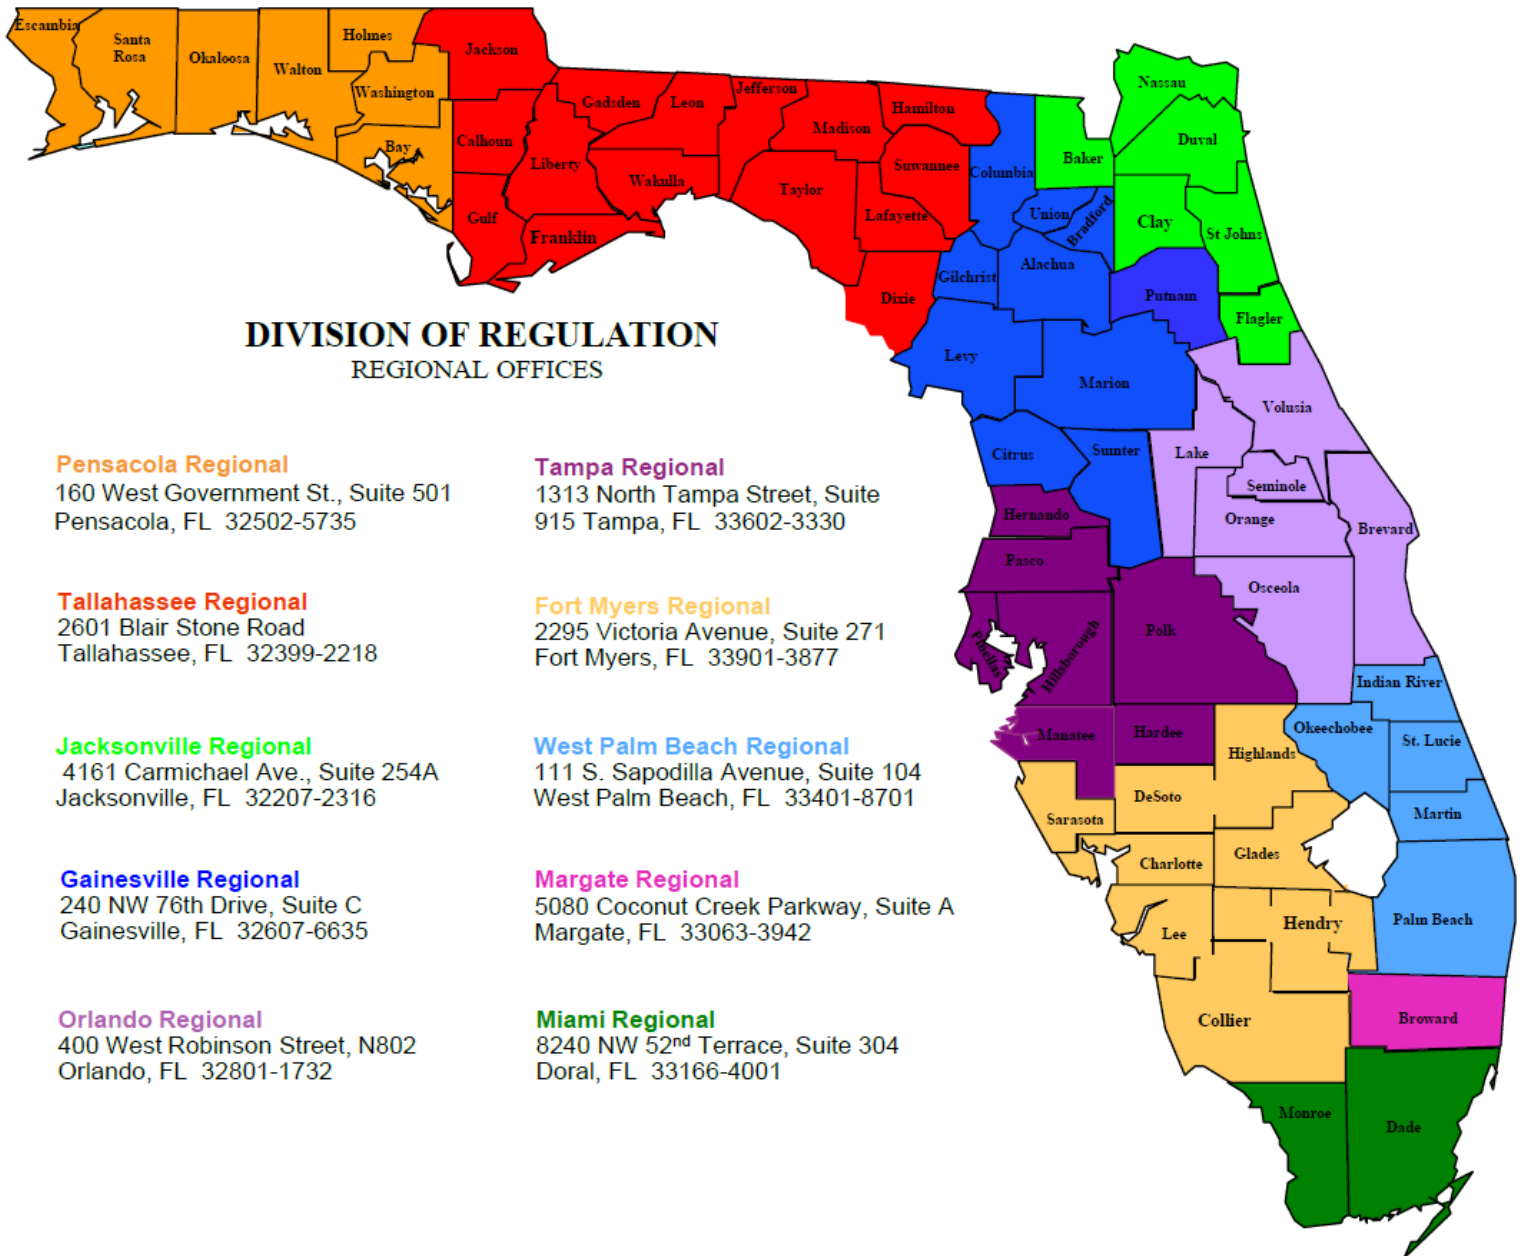 Escambia
Santa
Rosa
Okaloosa
Walton
Holmes
Washington
Bay
Jackson
Calhoun
Gulf
Liberty
Gadsden
Franklin
Leon
Wakulla
Jefferson
Madison
Taylor
Hamilton
Suwannee
Lafayette
Dixie
Columbia
Baker
Nassau
Duval
Union
Bradford
Clay
St Johns
Gilchrist
Alachua
Putnam
Flagler
Levy
Marion
Volusia
Citrus
Sumter
Lake
Seminole
Orange
Brevard
Hernando
Pasco
Osceola
Polk
Pinellas
Hillsborough
Indian River
Manatee
Hardee
Highlands
Okeechobee
St. Lucie
DeSoto
Sarasota
Martin
Charlotte
Glades
Lee
Hendry
Palm Beach
Collier
Broward
Monroe
Dade
DIVISION OF REGULATION
REGIONAL OFFICES
Pensacola Regional
160 West Government St., Suite 501
Pensacola, FL 32502-5735
Tallahassee Regional
2601 Blair Stone Road
Tallahassee, FL 32399-2218
Jacksonville Regional
4161 Carmichael Ave., Suite 254A
Jacksonville, FL 32207-2316
Gainesville Regional
240 NW 76th Drive, Suite C
Gainesville, FL 32607-6635
Orlando Regional
400 West Robinson Street, N802
Orlando, FL 32801-1732
Tampa Regional
1313 North Tampa Street, Suite
915 Tampa, FL 33602-3330
Fort Myers Regional
2295 Victoria Avenue, Suite 271
Fort Myers, FL 33901-3877
West Palm Beach Regional
111 S. Sapodilla Avenue, Suite 104
West Palm Beach, FL 33401-8701
Margate Regional
5080 Coconut Creek Parkway, Suite A
Margate, FL 33063-3942
Miami Regional
8240 NW 52nd Terrace, Suite 304
Doral, FL 33166-4001